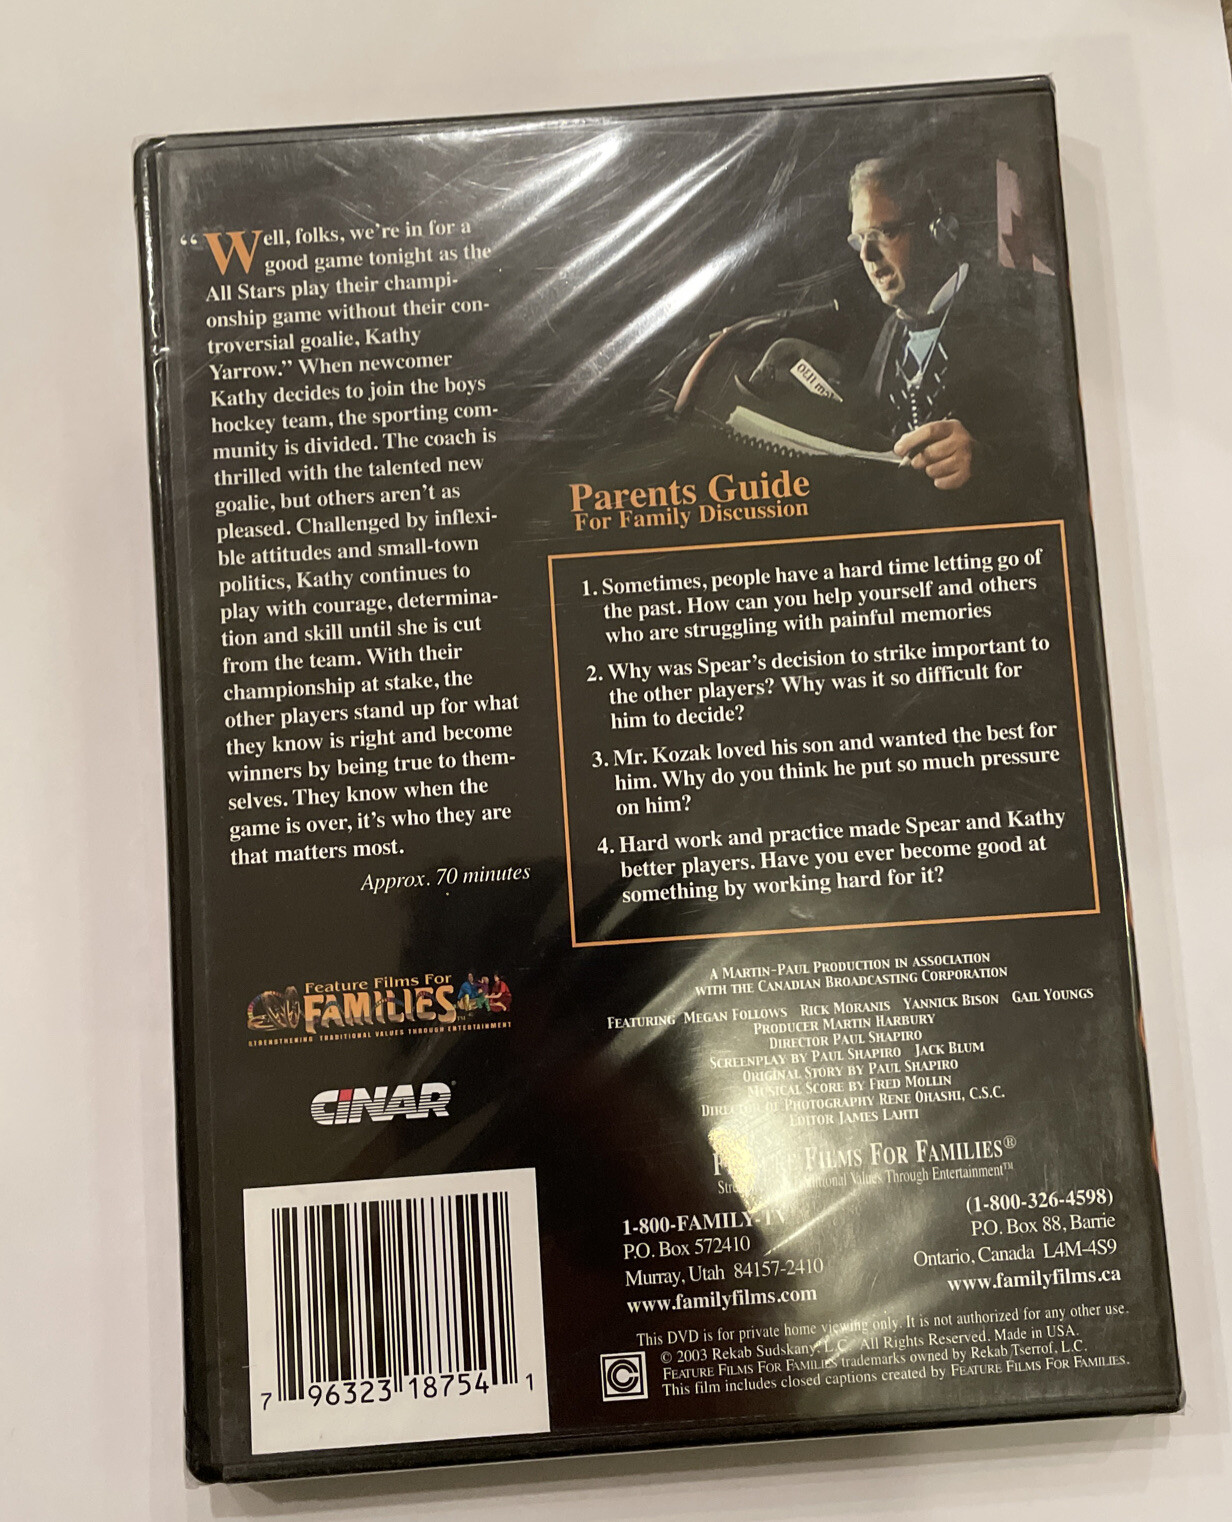 “Well, folks, we’re in for a
good game tonight as the
All Stars play their champi-
onship game without their con-
troversial goalie, Kathy
Yarrow.” When newcomer
Kathy decides to join the boys
hockey team, the sporting com-
munity is divided. The coach is
thrilled with the talented new
goalie, but others aren’t as
pleased. Challenged by inflexi-
ble attitudes and small-town
politics, Kathy continues to
play with courage, determina-
tion and skill until she is cut
from the team. With their
championship at stake, the
other players stand up for what
they know is right and become
winners by being true to them-
selves. They know when the
game is over, it’s who they are
that matters most.
Approx. 70 minutes
Parents Guide
For Family Discussion
1. Sometimes, people have a hard time letting go of
the past. How can you help yourself and others
who are struggling with painful memories
2. Why was Spear’s decision to strike important to
the other players? Why was it so difficult for
him to decide?
3. Mr. Kozak loved his son and wanted the best for
him. Why do you think he put so much pressure
on him?
4. Hard work and practice made Spear and Kathy
better players. Have you ever become good at
something by working hard for it?
Feature Films For
FAMILIES™
STRENGTHENING TRADITIONAL VALUES THROUGH ENTERTAINMENT
CINAR®
A MARTIN-PAUL PRODUCTION IN ASSOCIATION
WITH THE CANADIAN BROADCASTING CORPORATION
FEATURING MEGAN FOLLOWS RICK MORANIS YANNICK BISON GAIL YOUNGS
PRODUCER MARTIN HARBURY
DIRECTOR PAUL SHAPIRO
SCREENPLAY BY PAUL SHAPIRO JACK BLUM
ORIGINAL STORY BY PAUL SHAPIRO
MUSICAL SCORE BY FRED MOLLIN
DIRECTOR OF PHOTOGRAPHY RENE OHASHI, C.S.C.
EDITOR JAMES LAHTI
FILMS FOR FAMILIES®
Values Through Entertainment™
1-800-FAMILY-TV
P.O. Box 572410
Murray, Utah 84157-2410
www.familyfilms.com
(1-800-326-4598)
P.O. Box 88, Barrie
Ontario, Canada L4M-4S9
www.familyfilms.ca
This DVD is for private home viewing only. It is not authorized for any other use.
© 2003 Rekab Sudskany, L.C. All Rights Reserved. Made in USA.
FEATURE FILMS FOR FAMILIES trademarks owned by Rekab Tserrof, L.C.
This film includes closed captions created by FEATURE FILMS FOR FAMILIES.
7 96323 18754 1